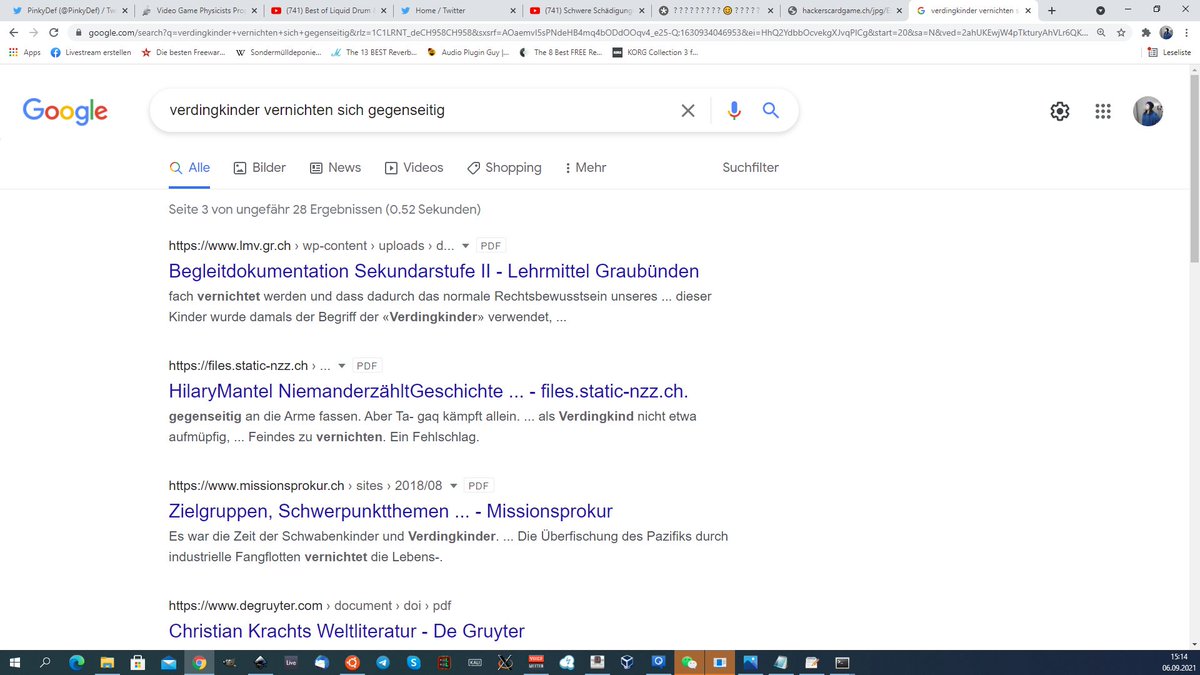 PinkyDef (@PinkyDef) / Tw
Video Game Physicists Pro
(741) Best of Liquid Drum &
Home / Twitter
(741) Schwere Schädigung
? ? ? ? ? ? ? ? ? 😀 ? ? ? ? ?
hackerscardgame.ch/jpg/E
verdingkinder vernichten s
google.com/search?q=verdingkinder+vernichten+sich+gegenseitig&rlz=1C1LRNT_deCH958CH958&sxsrf=
Apps
Livestream erstellen
Die besten Freewar...
Sondermülldeponie...
The 13 BEST Reverb...
Audio Plugin Guy |...
The 8 Best FREE Re...
KORG Collection 3 f...
Leseliste
Google
verdingkinder vernichten sich gegenseitig
Alle
Bilder
News
Videos
Shopping
Mehr
Suchfilter
Seite 3 von ungefähr 28 Ergebnissen (0.52 Sekunden)
https://www.lmv.gr.ch › wp-content › uploads › d... PDF
Begleitdokumentation Sekundarstufe II - Lehrmittel Graubünden
fach vernichtet werden und dass dadurch das normale Rechtsbewusstsein unseres ... dieser
Kinder wurde damals der Begriff der «Verdingkinder» verwendet, ...
https://files.static-nzz.ch › ... PDF
HilaryMantel NiemanderzähltGeschichte ... - files.static-nzz.ch.
gegenseitig an die Arme fassen. Aber Ta- gaq kämpft allein. ... als Verdingkind nicht etwa
aufmüpfig, ... Feindes zu vernichten. Ein Fehlschlag.
https://www.missionsprokur.ch › sites › 2018/08 PDF
Zielgruppen, Schwerpunktthemen ... - Missionsprokur
Es war die Zeit der Schwabenkinder und Verdingkinder. ... Die Überfischung des Pazifiks durch
industrielle Fangflotten vernichtet die Lebens-.
https://www.degruyter.com › document › doi › pdf
Christian Krachts Weltliteratur - De Gruyter
Live
15:14
06.09.2021